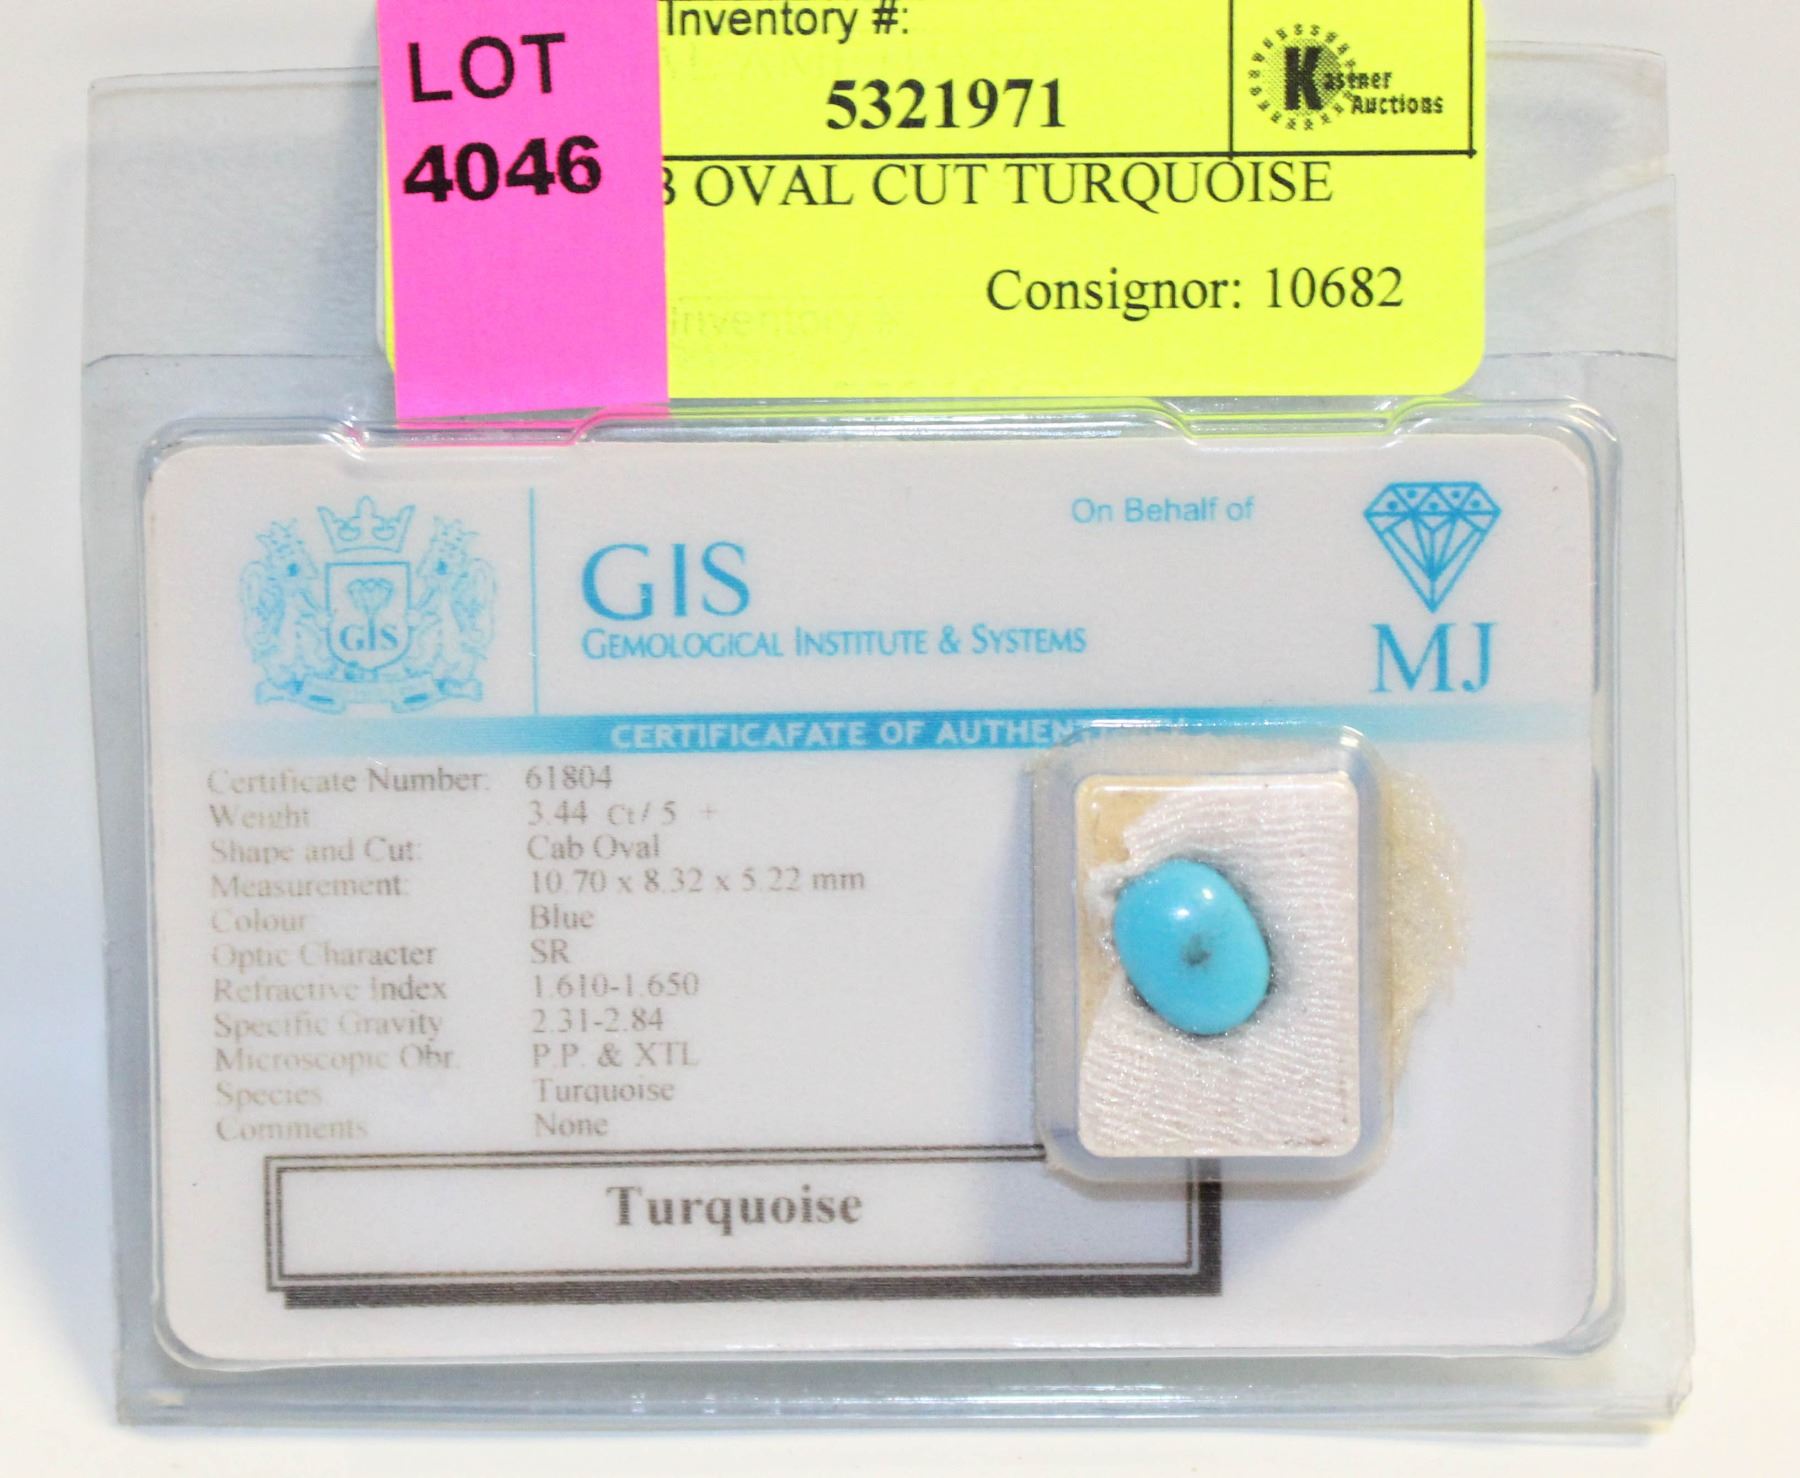 LOT
4046
Inventory #:
5321971
Kastner
Auctions
OVAL CUT TURQUOISE
Consignor: 10682
Inventory #
On Behalf of
GIS
GIS
GEMOLOGICAL INSTITUTE & SYSTEMS
MJ
CERTIFICAFATE OF AUTHENTICITY
Certificate Number: 61804
Weight 3.44 Ct/ 5 +
Shape and Cut: Cab Oval
Measurement: 10.70 x 8.32 x 5.22 mm
Colour Blue
Optic Character SR
Refractive Index 1.610-1.650
Specific Gravity 2.31-2.84
Microscopic Obr. P.P. & XTL
Species Turquoise
Comments None
Turquoise